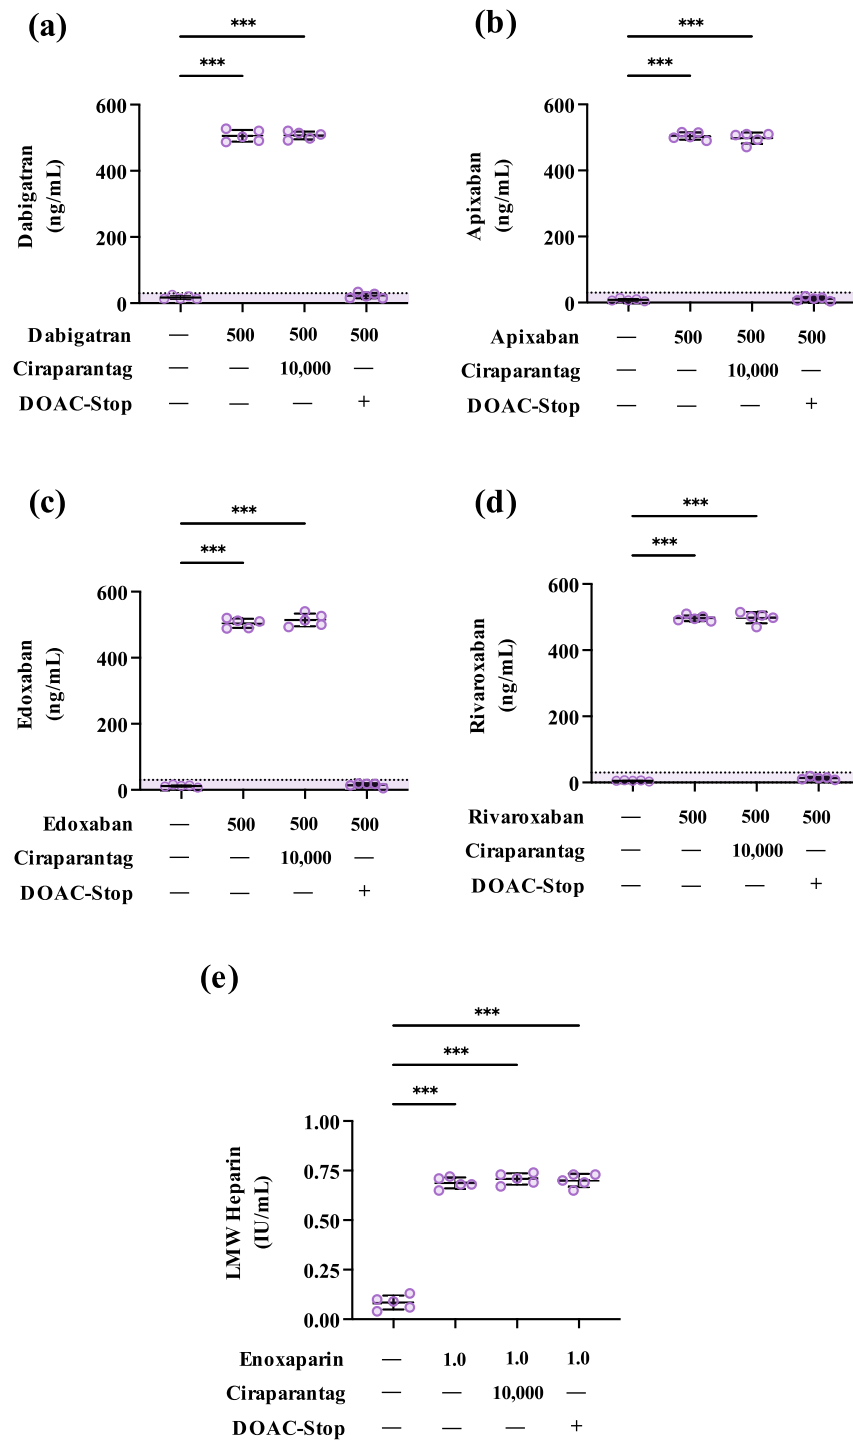 (a)
***
***
600
400
200
0
Dabigatran
(ng/mL)
Dabigatran — 500 500 500
Ciraparantag — — 10,000 —
DOAC-Stop — — — +
(b)
***
***
600
400
200
0
Apixaban
(ng/mL)
Apixaban — 500 500 500
Ciraparantag — — 10,000 —
DOAC-Stop — — — +
(c)
***
***
600
400
200
0
Edoxaban
(ng/mL)
Edoxaban — 500 500 500
Ciraparantag — — 10,000 —
DOAC-Stop — — — +
(d)
***
***
600
400
200
0
Rivaroxaban
(ng/mL)
Rivaroxaban — 500 500 500
Ciraparantag — — 10,000 —
DOAC-Stop — — — +
(e)
***
***
***
1.00
0.75
0.50
0.25
0.00
LMW Heparin
(IU/mL)
Enoxaparin — 1.0 1.0 1.0
Ciraparantag — — 10,000 —
DOAC-Stop — — — +